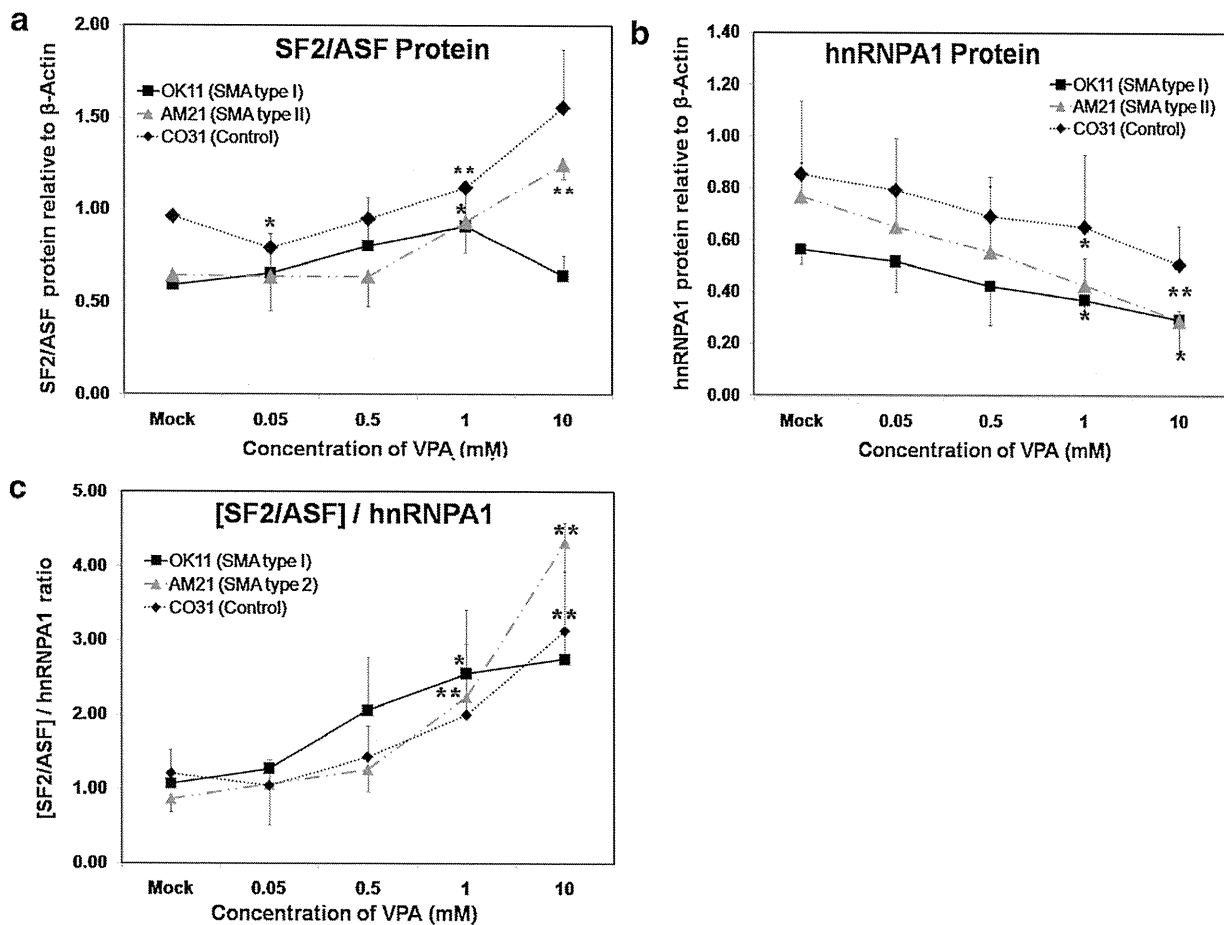 a
SF2/ASF Protein
SF2/ASF protein relative to β-Actin
2.00
1.50
1.00
0.50
0.00
OK11 (SMA type I)
AM21 (SMA type II)
CO31 (Control)
*
**
*
**
Mock 0.05 0.5 1 10
Concentration of VPA (mM)
b
hnRNPA1 Protein
hnRNPA1 protein relative to β-Actin
1.40
1.20
1.00
0.80
0.60
0.40
0.20
0.00
OK11 (SMA type I)
AM21 (SMA type II)
CO31 (Control)
*
*
**
*
Mock 0.05 0.5 1 10
Concentration of VPA (mM)
c
[SF2/ASF] / hnRNPA1
[SF2/ASF] / hnRNPA1 ratio
5.00
4.00
3.00
2.00
1.00
0.00
OK11 (SMA type I)
AM21 (SMA type 2)
CO31 (Control)
**
**
*
**
Mock 0.05 0.5 1 10
Concentration of VPA (mM)